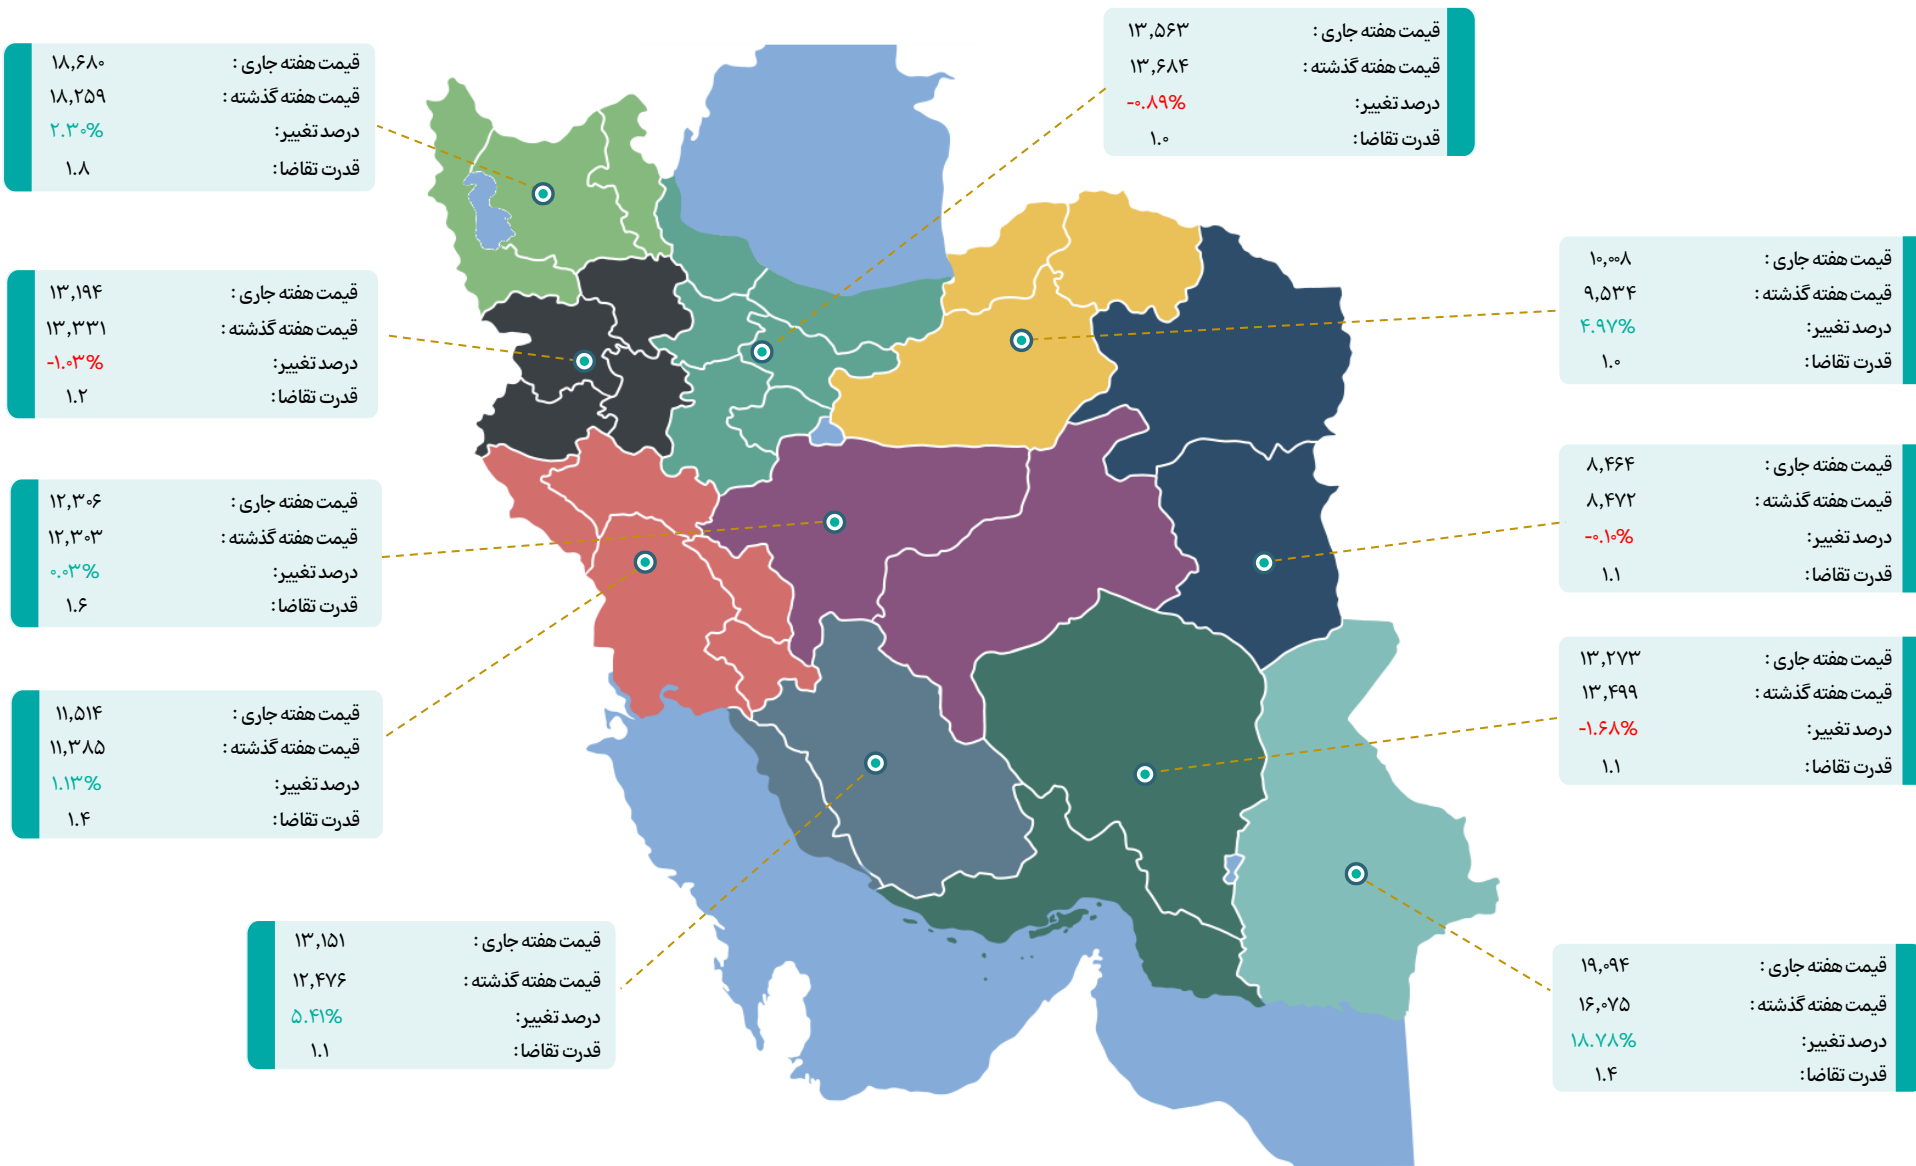 قیمت هفته جاری : ۱۳,۵۶۳
قیمت هفته گذشته : ۱۳,۶۸۴
درصد تغییر: -۰.۸۹%
قدرت تقاضا: ۱.۰
قیمت هفته جاری : ۱۸,۶۸۰
قیمت هفته گذشته : ۱۸,۲۵۹
درصد تغییر: ۲.۳۰%
قدرت تقاضا: ۱.۸
قیمت هفته جاری : ۱۰,۰۰۸
قیمت هفته گذشته : ۹,۵۳۴
درصد تغییر: ۴.۹۷%
قدرت تقاضا: ۱.۰
قیمت هفته جاری : ۱۳,۱۹۴
قیمت هفته گذشته : ۱۳,۳۳۱
درصد تغییر: -۱.۰۳%
قدرت تقاضا: ۱.۲
قیمت هفته جاری : ۸,۴۶۴
قیمت هفته گذشته : ۸,۴۷۲
درصد تغییر: -۰.۱۰%
قدرت تقاضا: ۱.۱
قیمت هفته جاری : ۱۲,۳۰۶
قیمت هفته گذشته : ۱۲,۳۰۳
درصد تغییر: ۰.۰۳%
قدرت تقاضا: ۱.۶
قیمت هفته جاری : ۱۳,۲۷۳
قیمت هفته گذشته : ۱۳,۴۹۹
درصد تغییر: -۱.۶۸%
قدرت تقاضا: ۱.۱
قیمت هفته جاری : ۱۱,۵۱۴
قیمت هفته گذشته : ۱۱,۳۸۵
درصد تغییر: ۱.۱۳%
قدرت تقاضا: ۱.۴
قیمت هفته جاری : ۱۳,۱۵۱
قیمت هفته گذشته : ۱۲,۴۷۶
درصد تغییر: ۵.۴۱%
قدرت تقاضا: ۱.۱
قیمت هفته جاری : ۱۹,۰۹۴
قیمت هفته گذشته : ۱۶,۰۷۵
درصد تغییر: ۱۸.۷۸%
قدرت تقاضا: ۱.۴